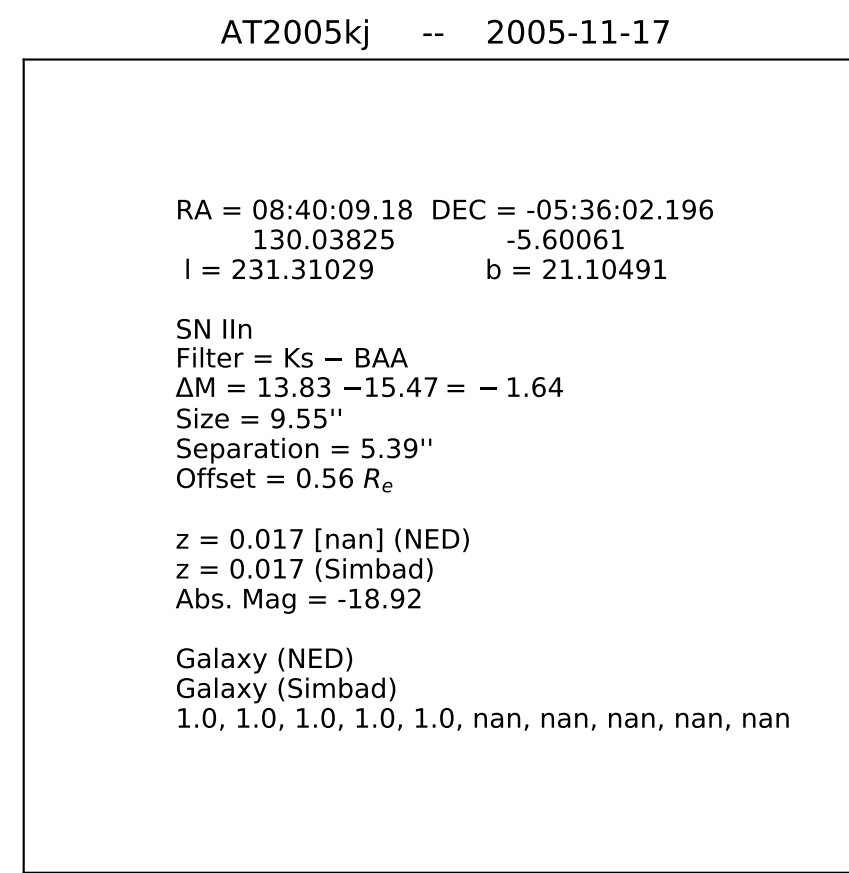 AT2005kj -- 2005-11-17
RA = 08:40:09.18 DEC = -05:36:02.196
130.03825 -5.60061
l = 231.31029 b = 21.10491
SN IIn
Filter = Ks − BAA
ΔM = 13.83 −15.47 = − 1.64
Size = 9.55''
Separation = 5.39''
Offset = 0.56 Rₑ
z = 0.017 [nan] (NED)
z = 0.017 (Simbad)
Abs. Mag = -18.92
Galaxy (NED)
Galaxy (Simbad)
1.0, 1.0, 1.0, 1.0, 1.0, nan, nan, nan, nan, nan